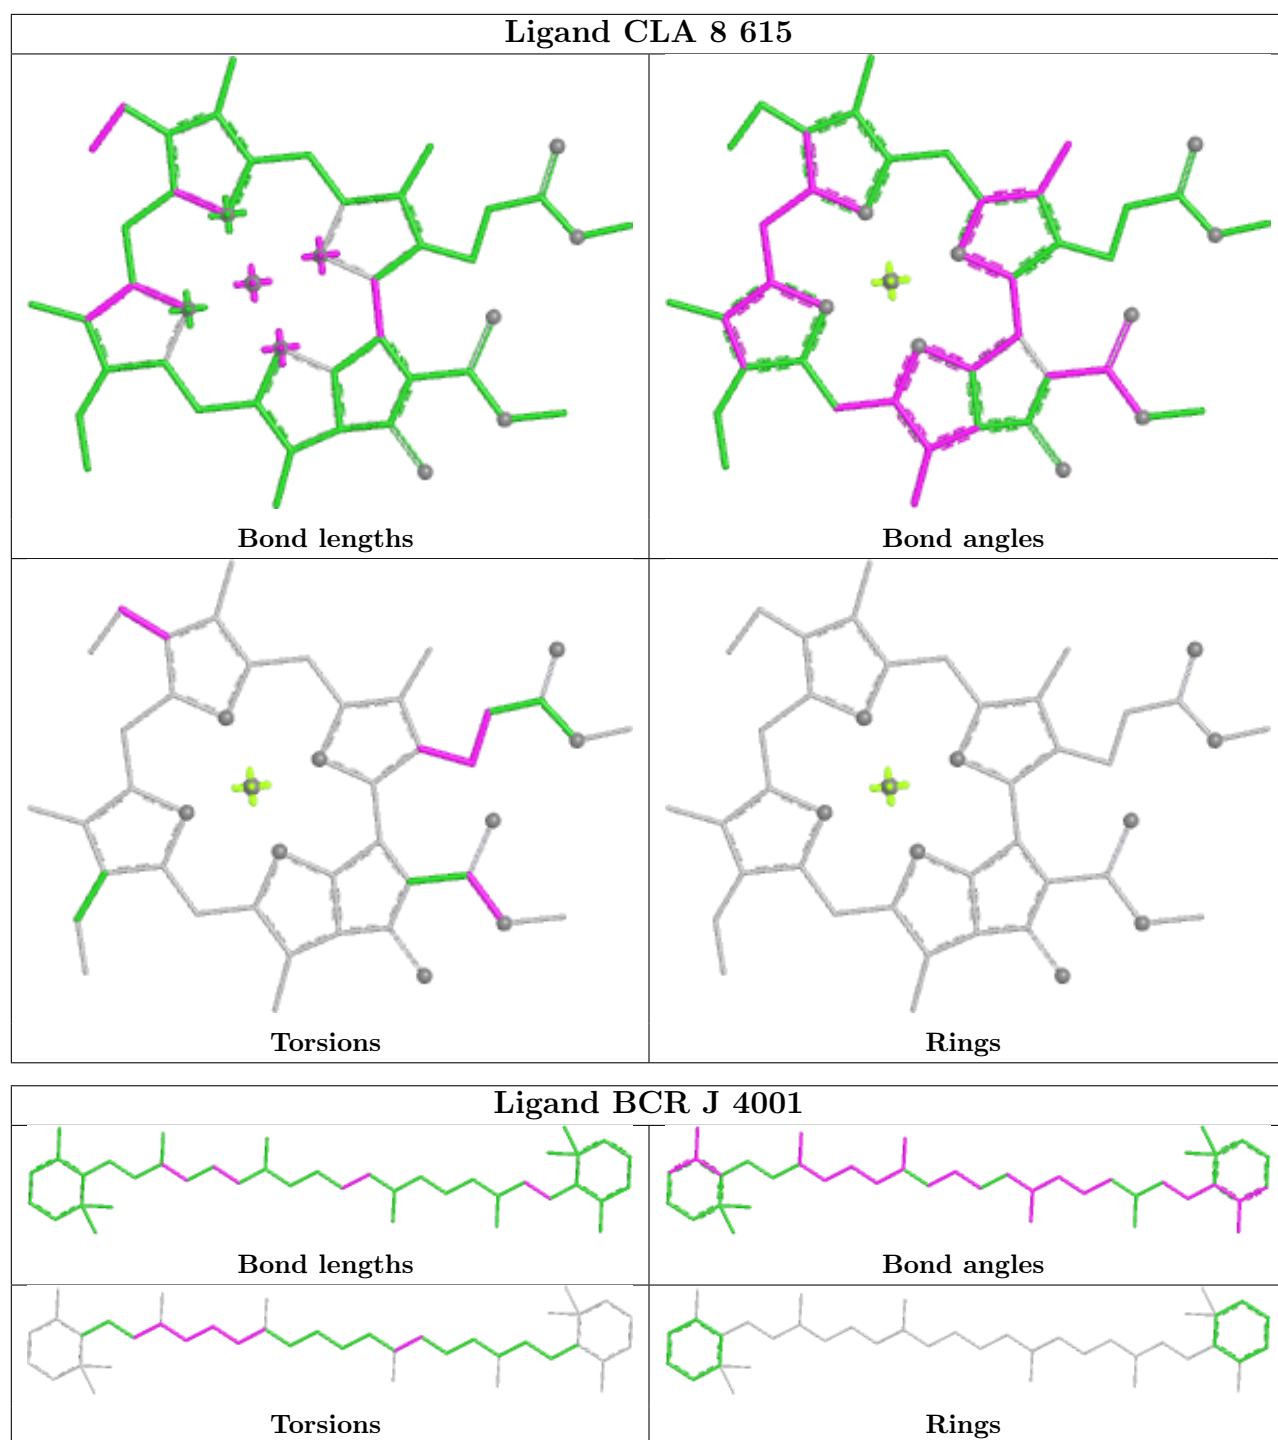 Ligand CLA 8 615
Bond lengths
Bond angles
Torsions
Rings
Ligand BCR J 4001
Bond lengths
Bond angles
Torsions
Rings